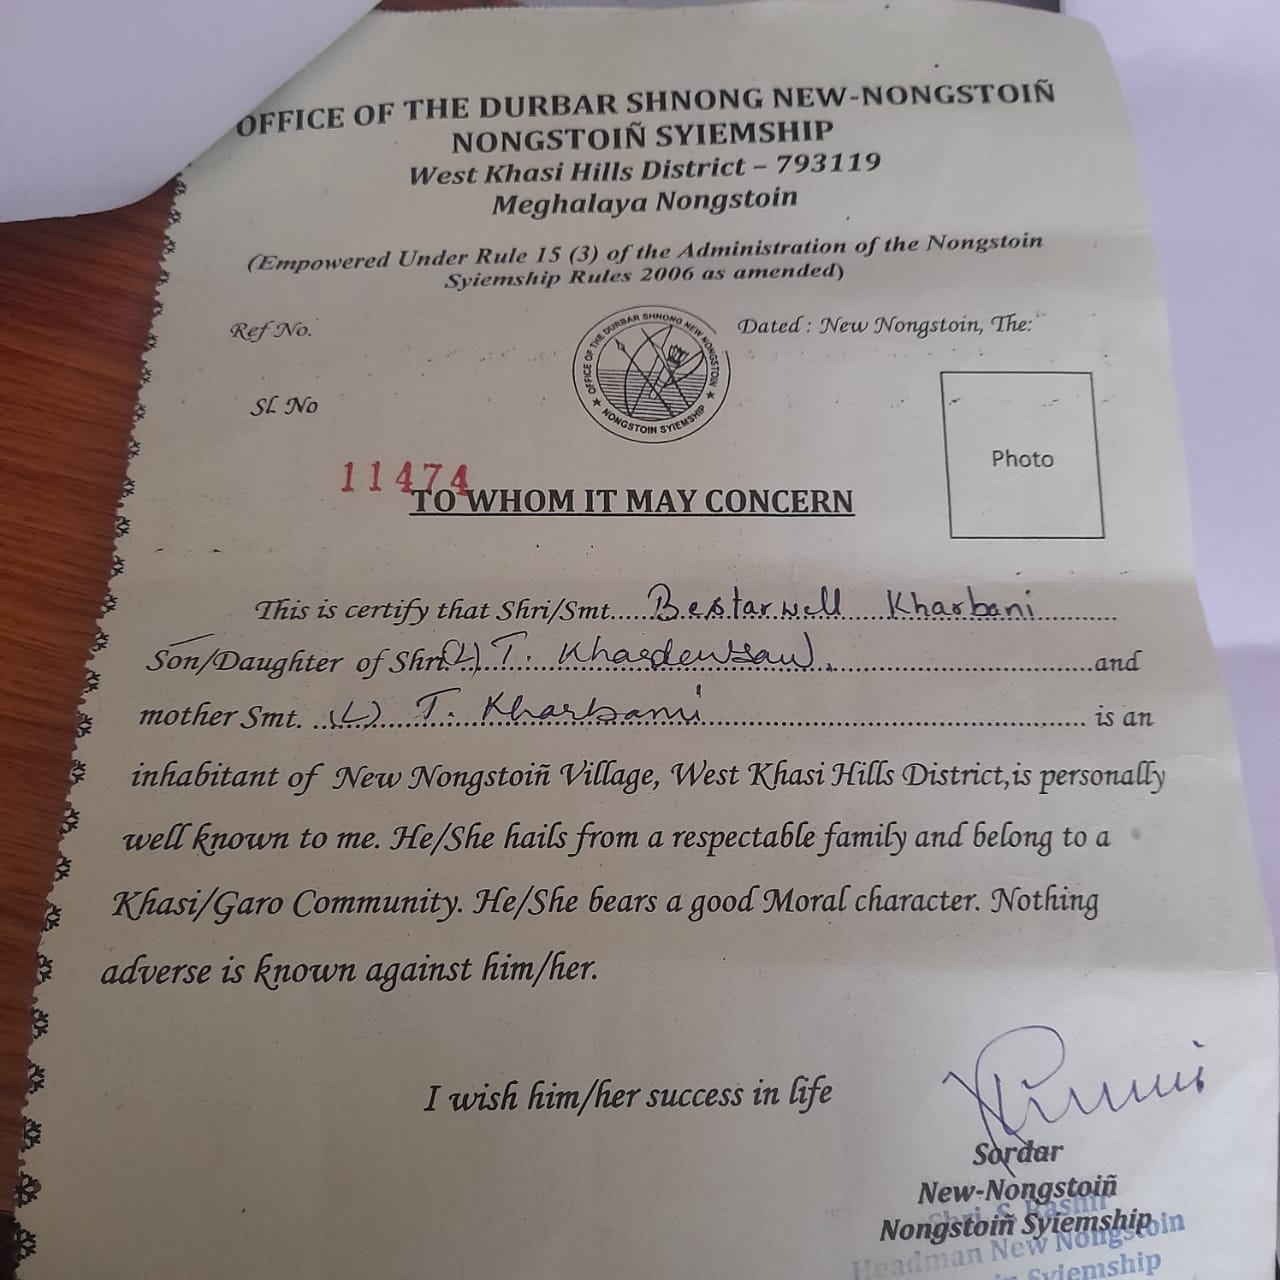 OFFICE OF THE DURBAR SHNONG NEW-NONGSTOIÑ
NONGSTOIÑ SYIEMSHIP
West Khasi Hills District – 793119
Meghalaya Nongstoin
(Empowered Under Rule 15 (3) of the Administration of the Nongstoin
Syiemship Rules 2006 as amended)
Ref No.
Dated : New Nongstoin, The:
OFFICE OF THE DURBAR SHNONG NEW NONGSTOIN
★ NONGSTOIN SYIEMSHIP ★
Sl. No
Photo
11474
TO WHOM IT MAY CONCERN
This is certify that Shri/Smt.... Bestarwell Kharbani
Son/Daughter of Shri (L) T. Khardewsaw. and
mother Smt. (L) T. Kharbani is an
inhabitant of New Nongstoiñ Village, West Khasi Hills District,is personally
well known to me. He/She hails from a respectable family and belong to a
Khasi/Garo Community. He/She bears a good Moral character. Nothing
adverse is known against him/her.
I wish him/her success in life
Sordar
New-Nongstoiñ
Nongstoiñ Syiemship
Shri S
Headman New Nongstoin
Syiemship